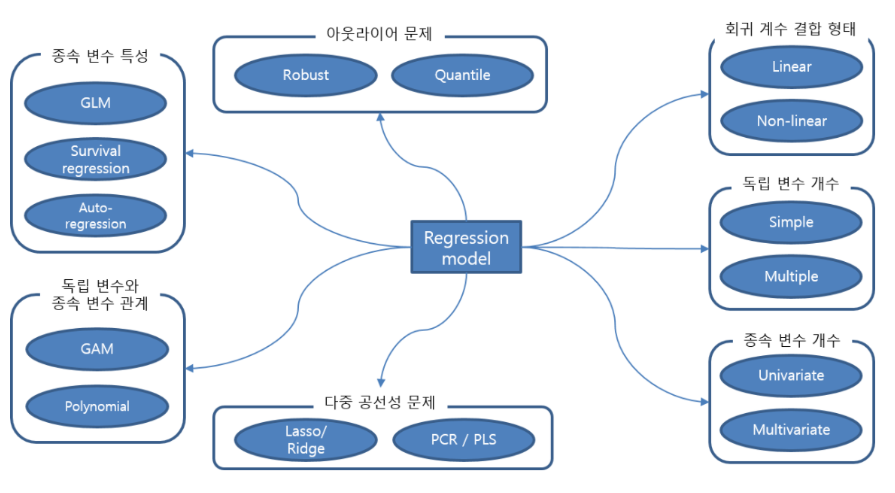 종속 변수 특성
GLM
Survival
regression
Auto-
regression
아웃라이어 문제
Robust
Quantile
회귀 계수 결합 형태
Linear
Non-linear
독립 변수 개수
Simple
Multiple
Regression
model
독립 변수와
종속 변수 관계
GAM
Polynomial
다중 공선성 문제
Lasso/
Ridge
PCR / PLS
종속 변수 개수
Univariate
Multivariate